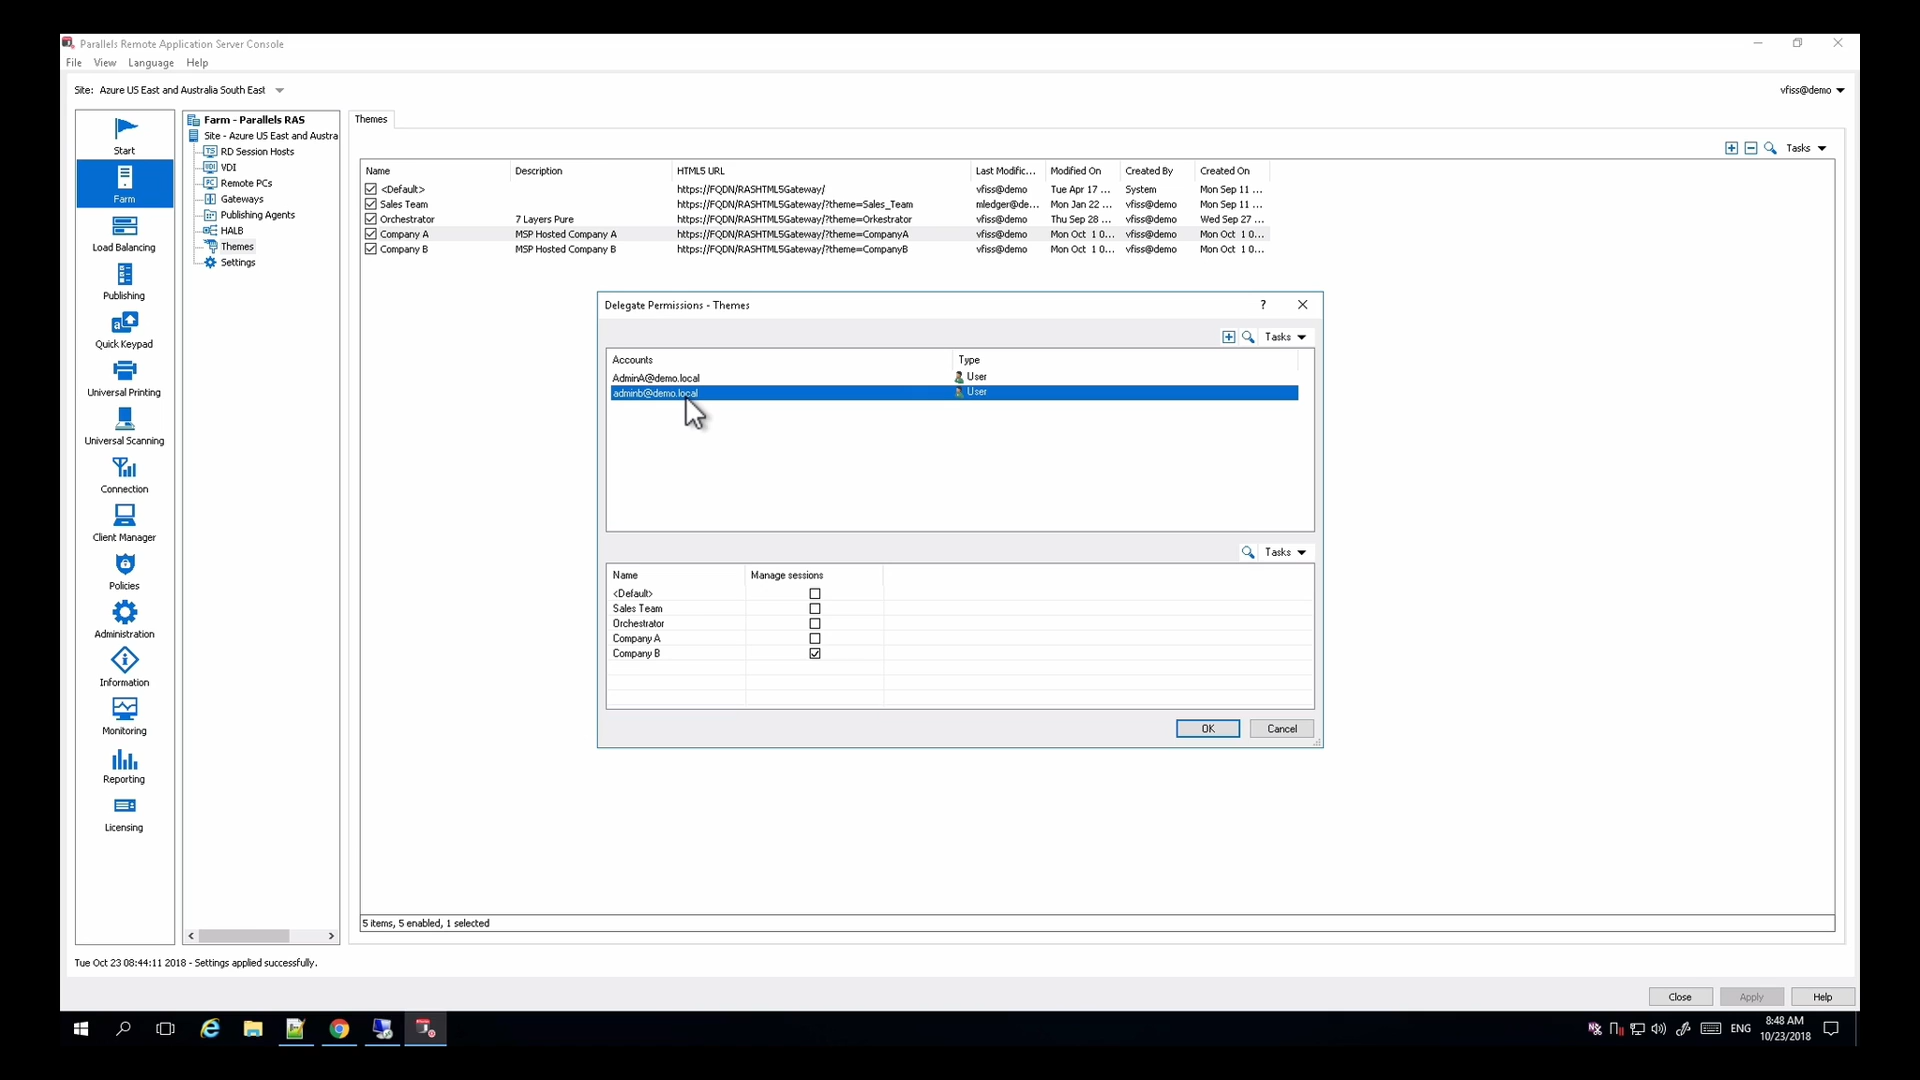 Parallels Remote Application Server Console
File View Language Help
Site: Azure US East and Australia South East
vfiss@demo
Start
Farm
Load Balancing
Publishing
Quick Keypad
Universal Printing
Universal Scanning
Connection
Client Manager
Policies
Administration
Information
Monitoring
Reporting
Licensing
Farm - Parallels RAS
Site - Azure US East and Austra
RD Session Hosts
VDI
Remote PCs
Gateways
Publishing Agents
HALB
Themes
Settings
Themes
Tasks
Name Description HTML5 URL Last Modific... Modified On Created By Created On
<Default> https://FQDN/RASHTML5Gateway/ vfiss@demo Tue Apr 17 ... System Mon Sep 11 ...
Sales Team https://FQDN/RASHTML5Gateway/?theme=Sales_Team mledger@de... Mon Jan 22 ... vfiss@demo Mon Sep 11 ...
Orchestrator 7 Layers Pure https://FQDN/RASHTML5Gateway/?theme=Orkestrator vfiss@demo Thu Sep 28 ... vfiss@demo Wed Sep 27 ...
Company A MSP Hosted Company A https://FQDN/RASHTML5Gateway/?theme=CompanyA vfiss@demo Mon Oct 1 0... vfiss@demo Mon Oct 1 0...
Company B MSP Hosted Company B https://FQDN/RASHTML5Gateway/?theme=CompanyB vfiss@demo Mon Oct 1 0... vfiss@demo Mon Oct 1 0...
Delegate Permissions - Themes
Tasks
Accounts Type
AdminA@demo.local User
adminb@demo.local User
Tasks
Name Manage sessions
<Default>
Sales Team
Orchestrator
Company A
Company B
OK Cancel
5 items, 5 enabled, 1 selected
Tue Oct 23 08:44:11 2018 - Settings applied successfully.
Close Apply Help
ENG
8:48 AM
10/23/2018